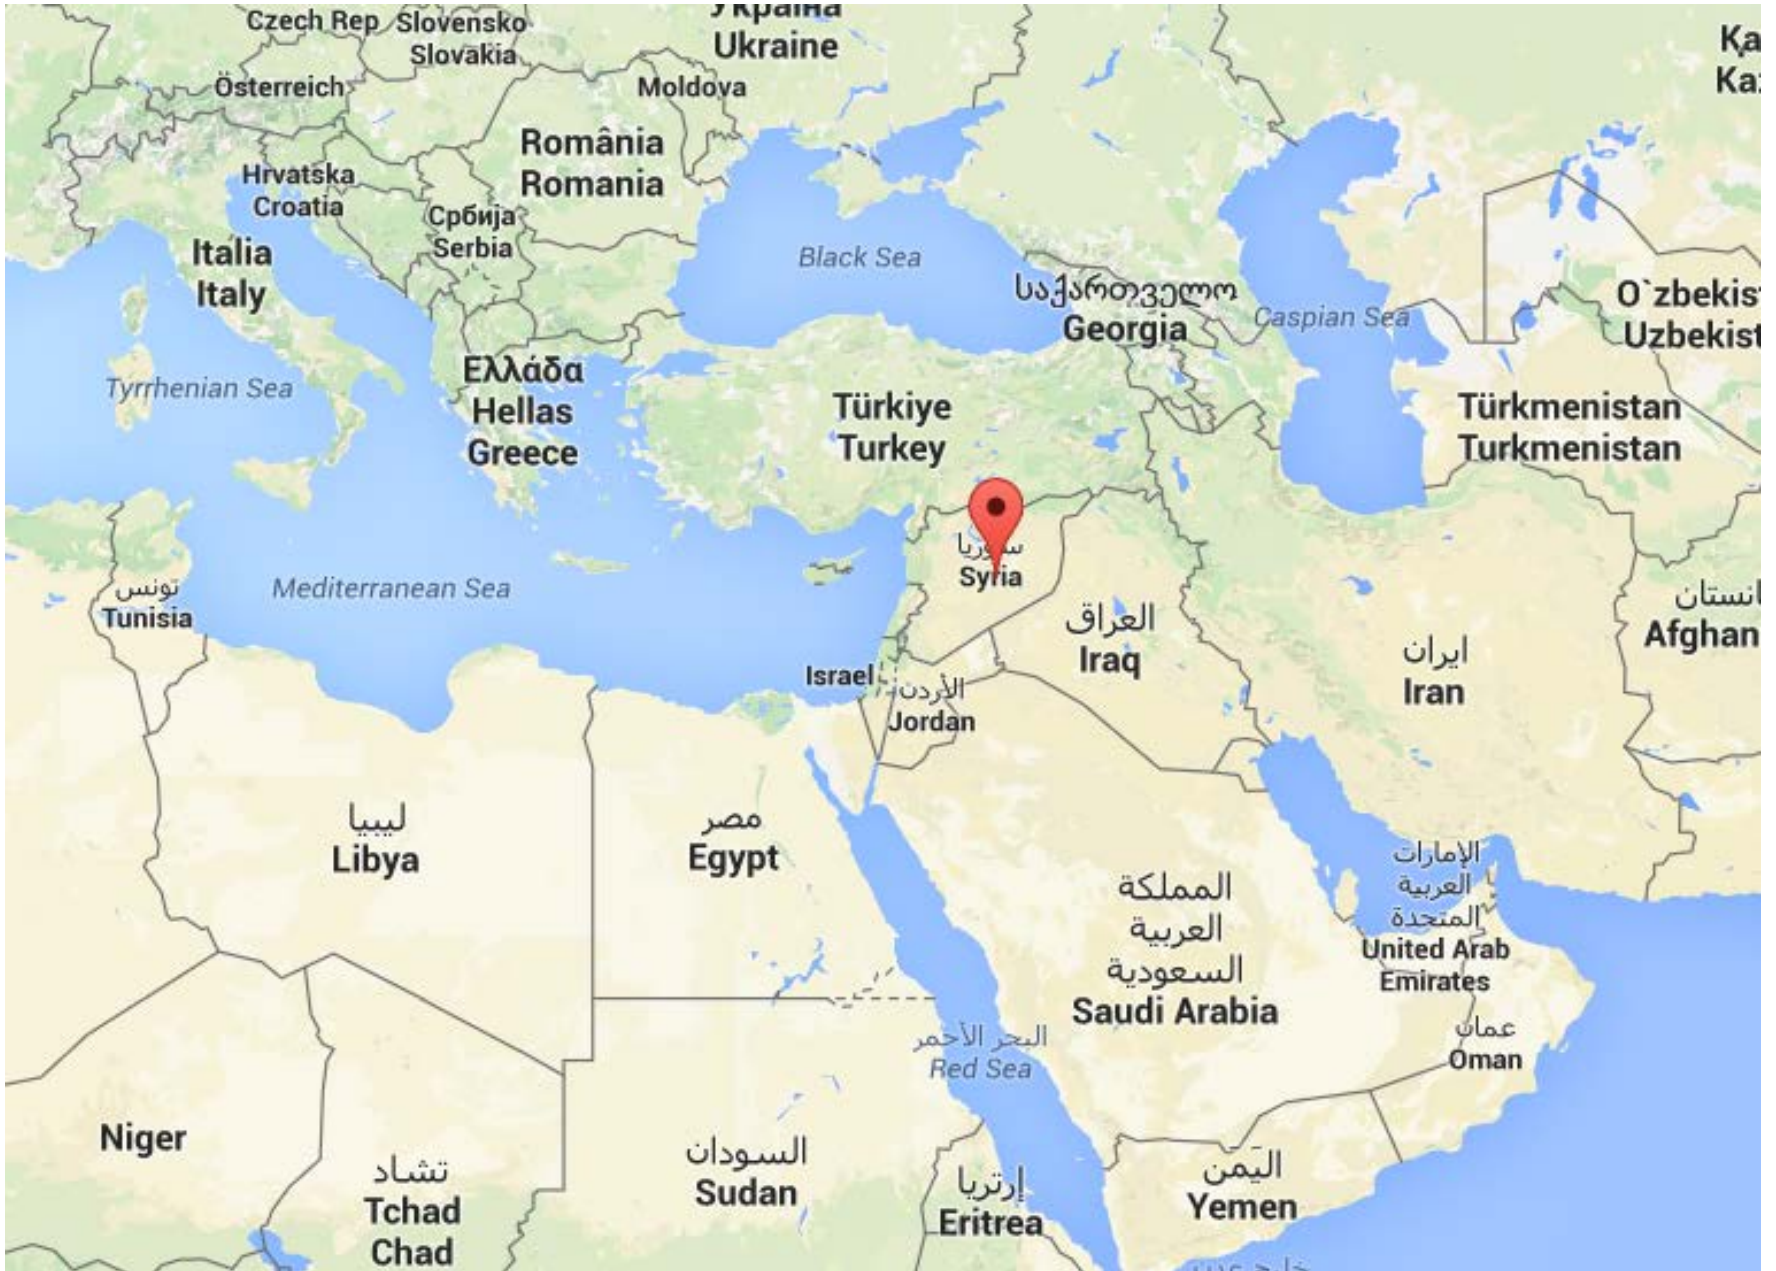 Україна
Ukraine
Czech Rep
Slovensko
Slovakia
Österreich
Moldova
România
Romania
Hrvatska
Croatia
Србија
Serbia
Italia
Italy
Black Sea
საქართველო
Georgia
Caspian Sea
O`zbekis
Uzbekist
Ka
Tyrrhenian Sea
Ελλάδα
Hellas
Greece
Türkiye
Turkey
Türkmenistan
Turkmenistan
Syria
Mediterranean Sea
تونس
Tunisia
العراق
Iraq
ایران
Iran
Afghan
Israel
الأردن
Jordan
ليبيا
Libya
مصر
Egypt
المملكة
العربية
السعودية
Saudi Arabia
الإمارات
العربية
المتحدة
United Arab
Emirates
عمان
Oman
البحر الأحمر
Red Sea
Niger
تشاد
Tchad
Chad
السودان
Sudan
إرتريا
Eritrea
اليمن
Yemen